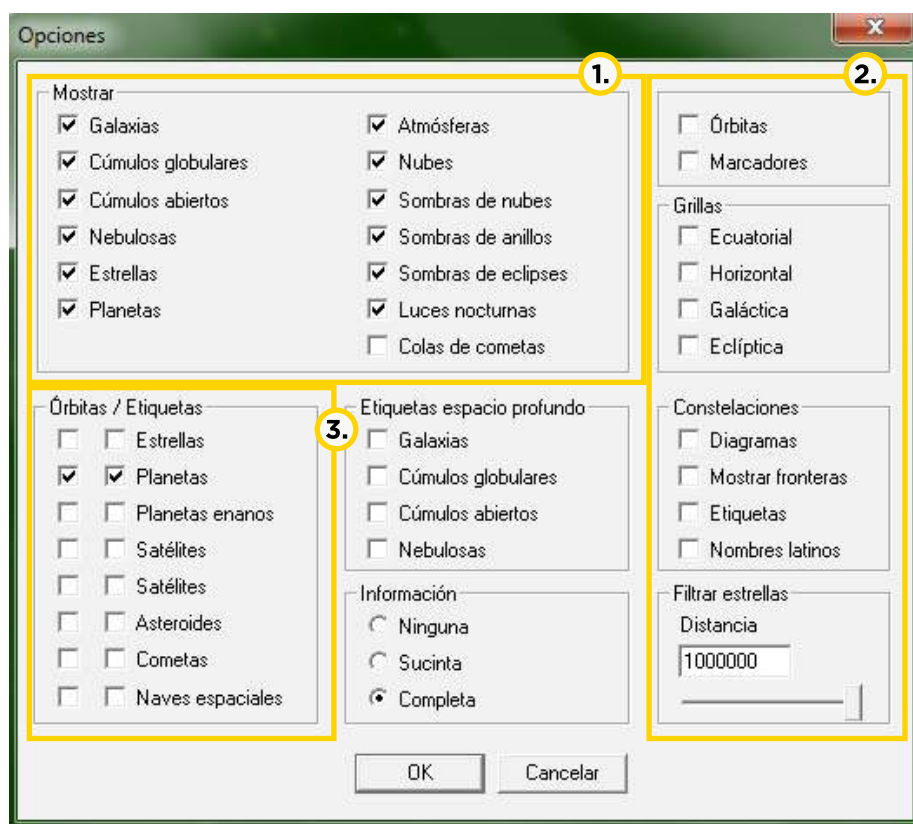 Opciones
1.
2.
Mostrar
Galaxias
Cúmulos globulares
Cúmulos abiertos
Nebulosas
Estrellas
Planetas
Atmósferas
Nubes
Sombras de nubes
Sombras de anillos
Sombras de eclipses
Luces nocturnas
Colas de cometas
Órbitas
Marcadores
Grillas
Ecuatorial
Horizontal
Galáctica
Eclíptica
Órbitas / Etiquetas
3.
Estrellas
Planetas
Planetas enanos
Satélites
Satélites
Asteroides
Cometas
Naves espaciales
Etiquetas espacio profundo
Galaxias
Cúmulos globulares
Cúmulos abiertos
Nebulosas
Información
Ninguna
Sucinta
Completa
Constelaciones
Diagramas
Mostrar fronteras
Etiquetas
Nombres latinos
Filtrar estrellas
Distancia
1000000
OK
Cancelar